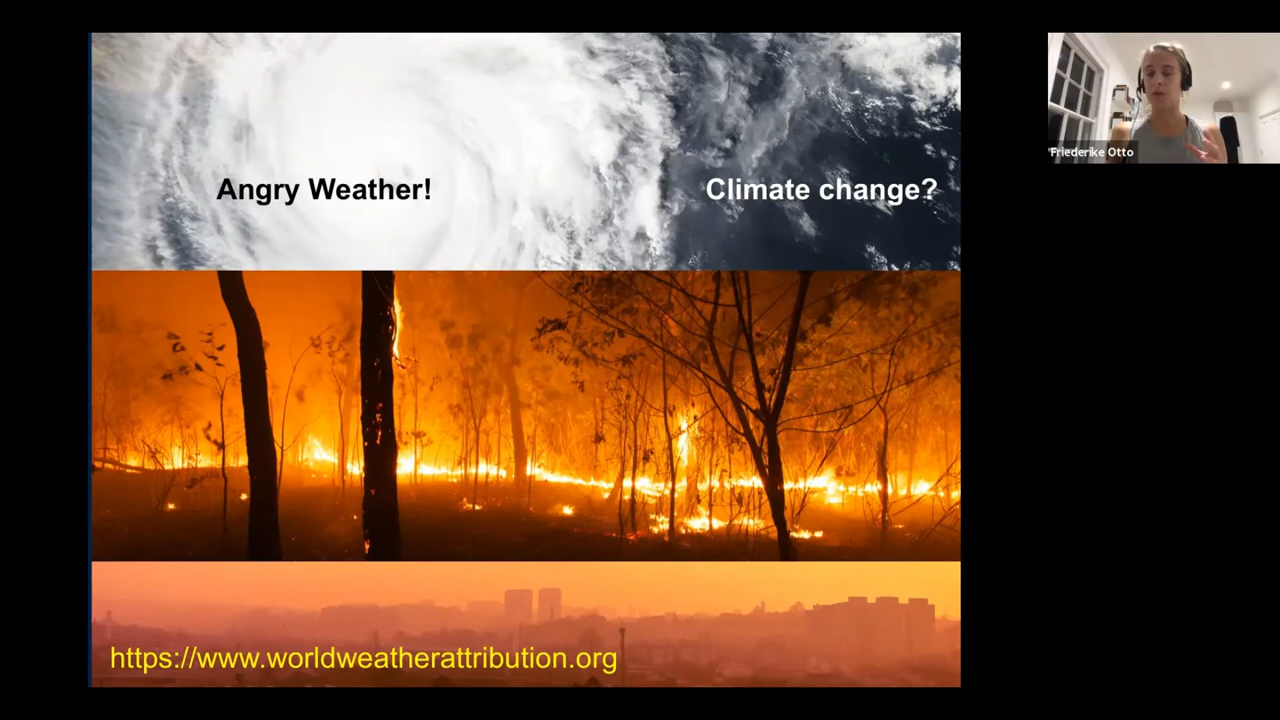 Angry Weather!
Climate change?
Friederike Otto
https://www.worldweatherattribution.org